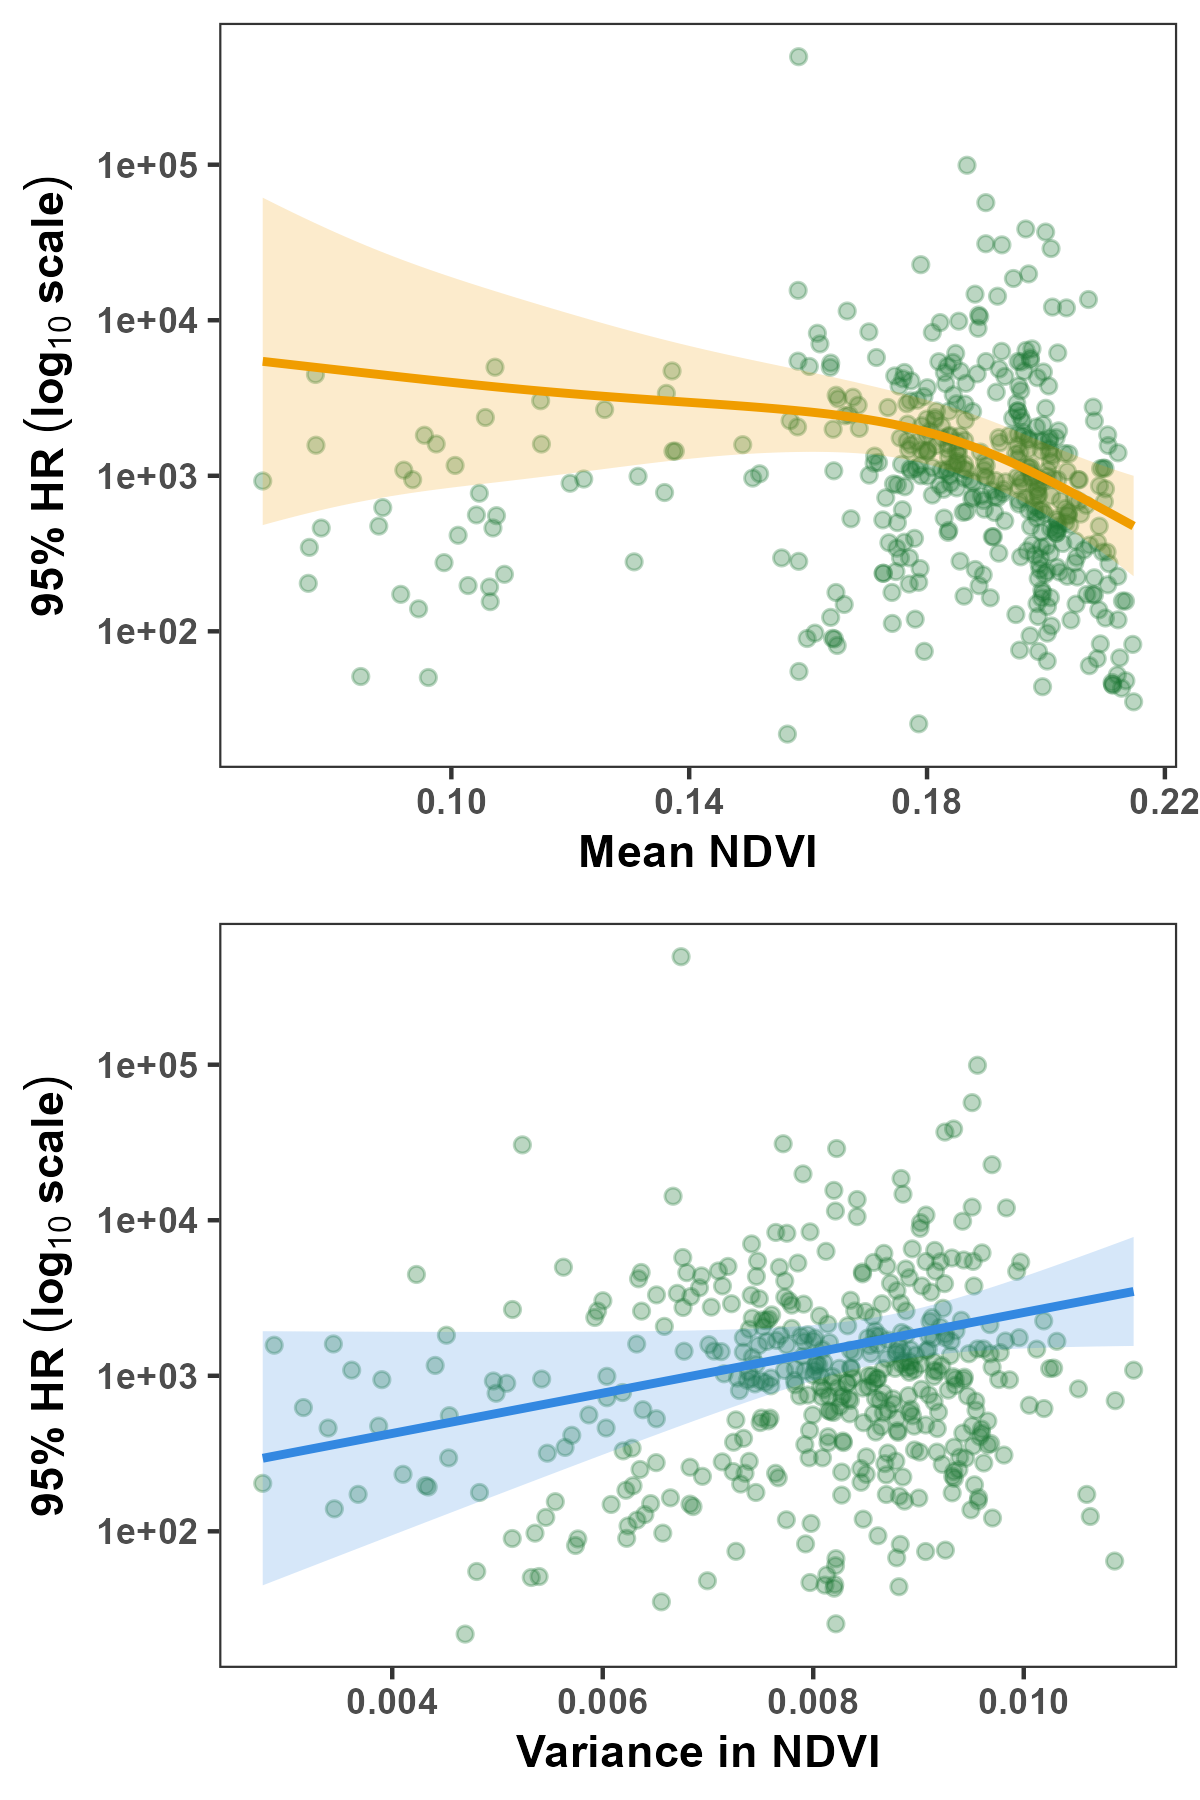 95% HR (log10 scale)
1e+05
1e+04
1e+03
1e+02
0.10 0.14 0.18 0.22
Mean NDVI
95% HR (log10 scale)
1e+05
1e+04
1e+03
1e+02
0.004 0.006 0.008 0.010
Variance in NDVI